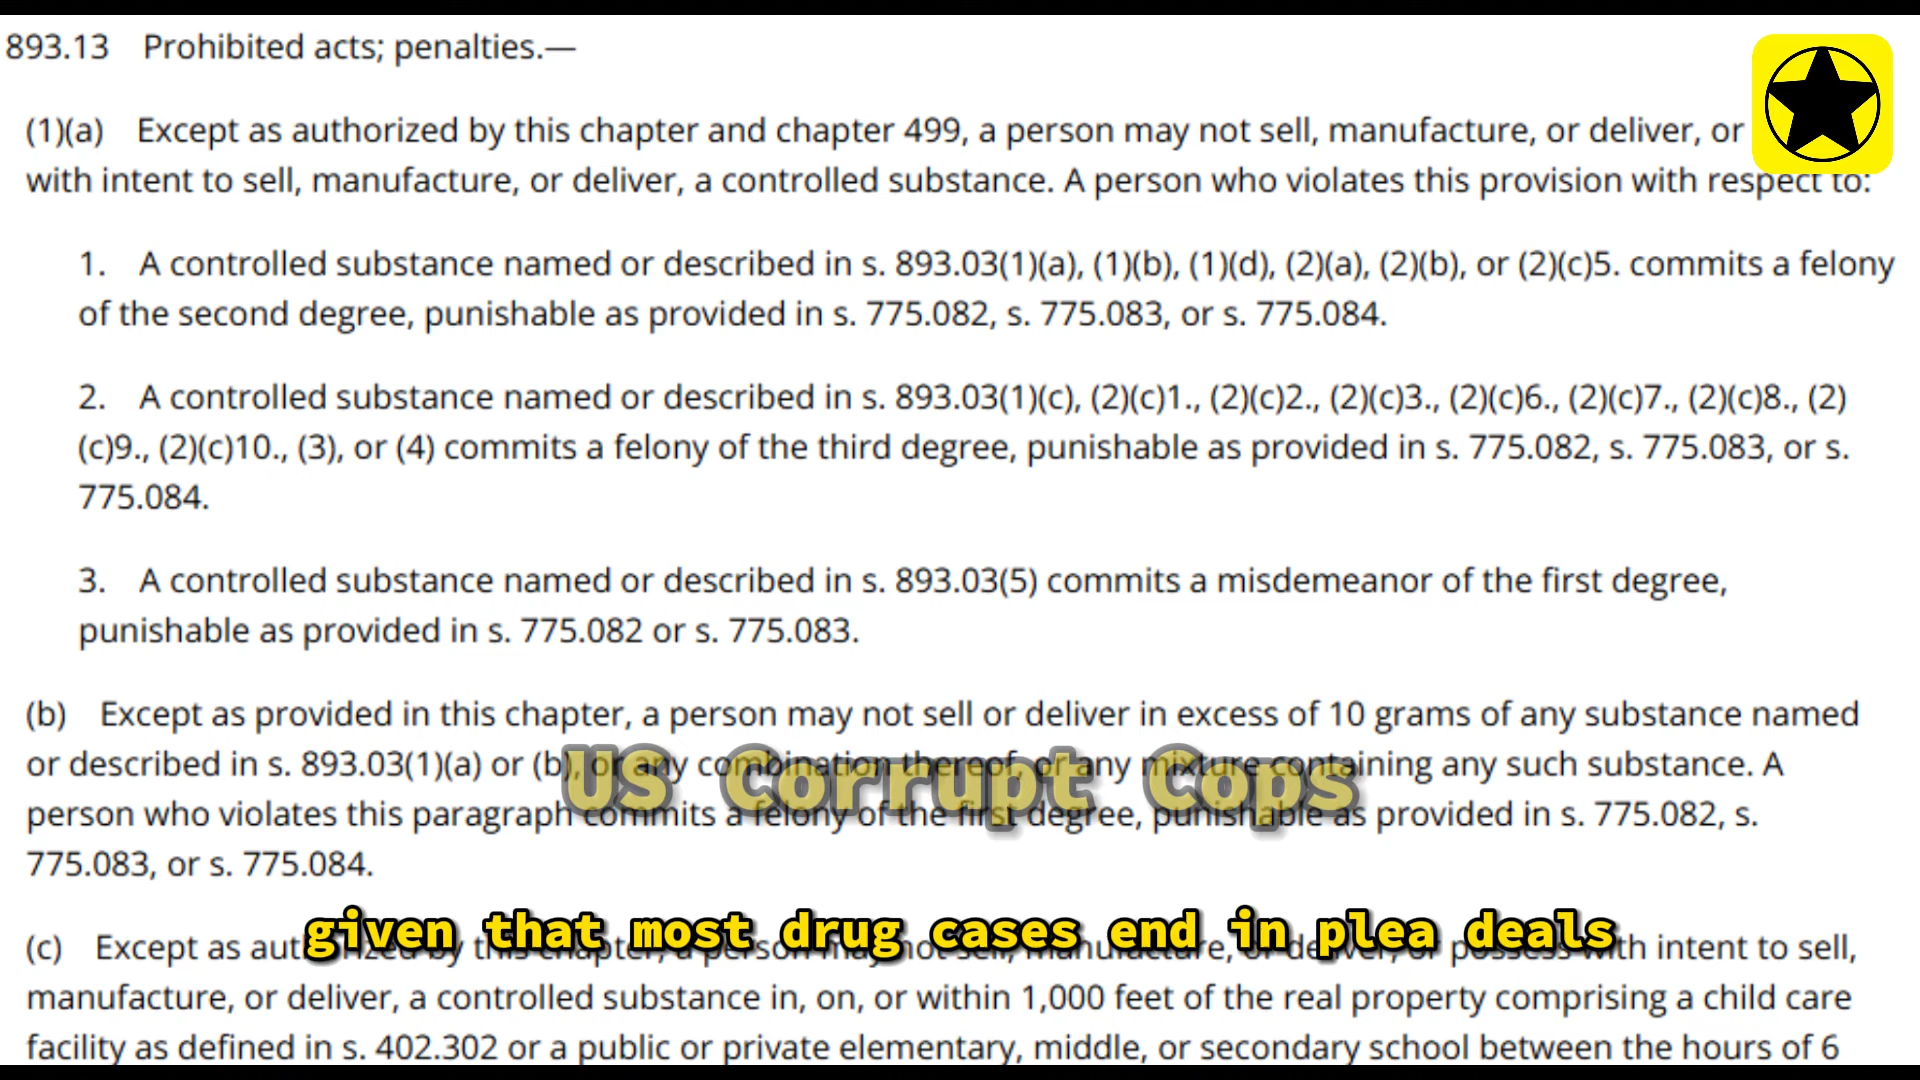 893.13 Prohibited acts; penalties.—
(1)(a) Except as authorized by this chapter and chapter 499, a person may not sell, manufacture, or deliver, or
with intent to sell, manufacture, or deliver, a controlled substance. A person who violates this provision with respect to:
1. A controlled substance named or described in s. 893.03(1)(a), (1)(b), (1)(d), (2)(a), (2)(b), or (2)(c)5. commits a felony
of the second degree, punishable as provided in s. 775.082, s. 775.083, or s. 775.084.
2. A controlled substance named or described in s. 893.03(1)(c), (2)(c)1., (2)(c)2., (2)(c)3., (2)(c)6., (2)(c)7., (2)(c)8., (2)
(c)9., (2)(c)10., (3), or (4) commits a felony of the third degree, punishable as provided in s. 775.082, s. 775.083, or s.
775.084.
3. A controlled substance named or described in s. 893.03(5) commits a misdemeanor of the first degree,
punishable as provided in s. 775.082 or s. 775.083.
(b) Except as provided in this chapter, a person may not sell or deliver in excess of 10 grams of any substance named
or described in s. 893.03(1)(a) or (b), or any combination thereof, or any mixture containing any such substance. A
US Corrupt Cops
person who violates this paragraph commits a felony of the first degree, punishable as provided in s. 775.082, s.
775.083, or s. 775.084.
given that most drug cases end in plea deals
(c) Except as authorized by this chapter, a person may not sell, manufacture, or deliver, or possess with intent to sell,
manufacture, or deliver, a controlled substance in, on, or within 1,000 feet of the real property comprising a child care
facility as defined in s. 402.302 or a public or private elementary, middle, or secondary school between the hours of 6